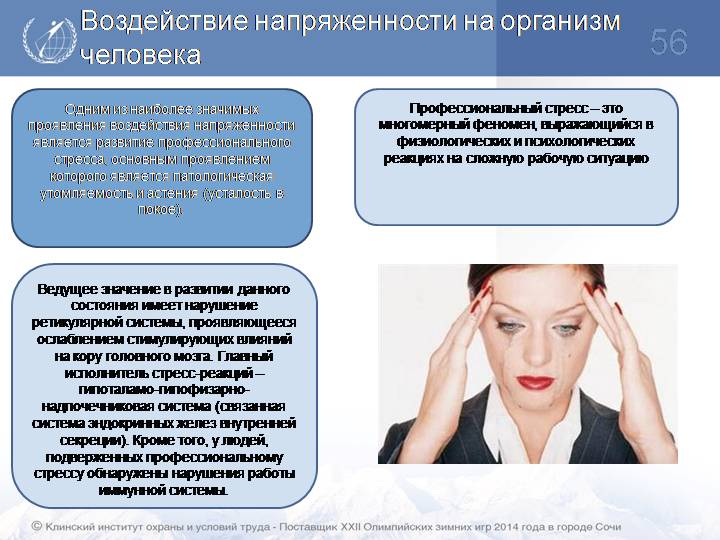 Воздействие напряженности на организм
человека
56
Одним из наиболее значимых
проявления воздействия напряженности
является развитие профессионального
стресса, основным проявлением
которого является патологическая
утомляемость и астения (усталость в
покое).
Профессиональный стресс – это
многомерный феномен, выражающийся в
физиологических и психологических
реакциях на сложную рабочую ситуацию
Ведущее значение в развитии данного
состояния имеет нарушение
ретикулярной системы, проявляющееся
ослаблением стимулирующих влияний
на кору головного мозга. Главный
исполнитель стресс-реакций –
гипоталамо-гипофизарно-
надпочечниковая система (связанная
система эндокринных желез внутренней
секреции). Кроме того, у людей,
подверженных профессиональному
стрессу обнаружены нарушения работы
иммунной системы.
© Клинский институт охраны и условий труда - Поставщик XXII Олимпийских зимних игр 2014 года в городе Сочи